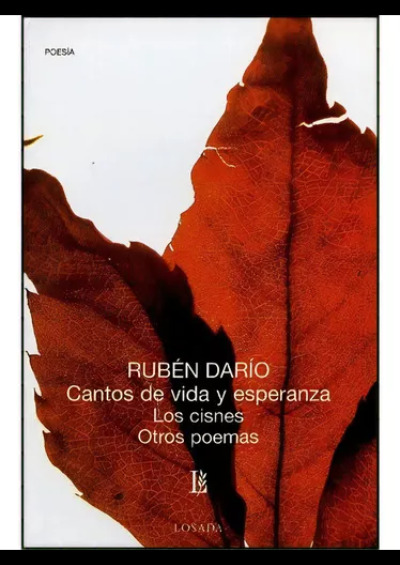 POESÍA
RUBÉN DARÍO
Cantos de vida y esperanza
Los cisnes
Otros poemas
L
LOSADA